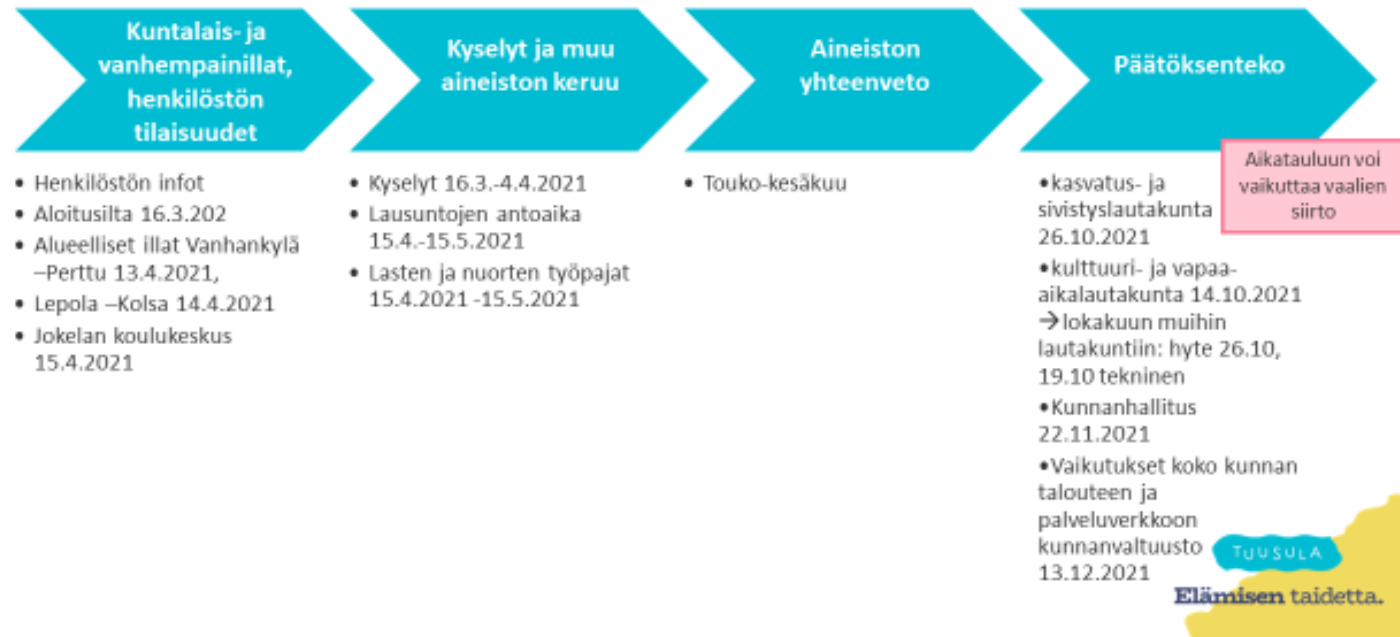 Kuntalais- ja
vanhempainillat,
henkilöstön
tilaisuudet
• Henkilöstön infot
• Aloitusilta 16.3.202
• Alueelliset illat Vanhankylä
–Perttu 13.4.2021,
• Lepola –Kolsa 14.4.2021
• Jokelan koulukeskus
15.4.2021
Kyselyt ja muu
aineiston keruu
• Kyselyt 16.3.-4.4.2021
• Lausuntojen antoaika
15.4.-15.5.2021
• Lasten ja nuorten työpajat
15.4.2021 -15.5.2021
Aineiston
yhteenveto
• Touko-kesäkuu
Päätöksenteko
Aikatauluun voi
vaikuttaa vaalien
siirto
•kasvatus- ja
sivistyslautakunta
26.10.2021
•kulttuuri- ja vapaa-
aikalautakunta 14.10.2021
→lokakuun muihin
lautakuntiin: hyte 26.10,
19.10 tekninen
•Kunnanhallitus
22.11.2021
•Vaikutukset koko kunnan
talouteen ja
palveluverkkoon
kunnanvaltuusto
13.12.2021
TUUSULA
Elämisen taidetta.